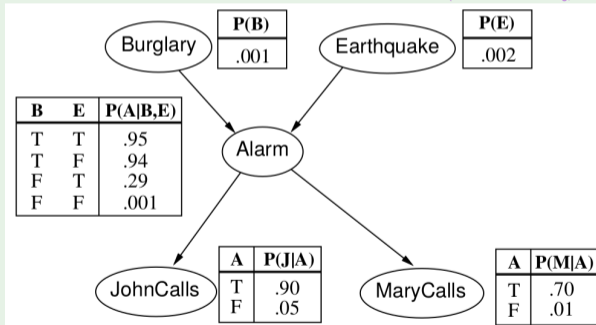 P(B)
Burglary
.001
P(E)
Earthquake
.002
B E P(A|B,E)
T T .95
T F .94
F T .29
F F .001
Alarm
A P(J|A)
T .90
F .05
JohnCalls
A P(M|A)
T .70
F .01
MaryCalls